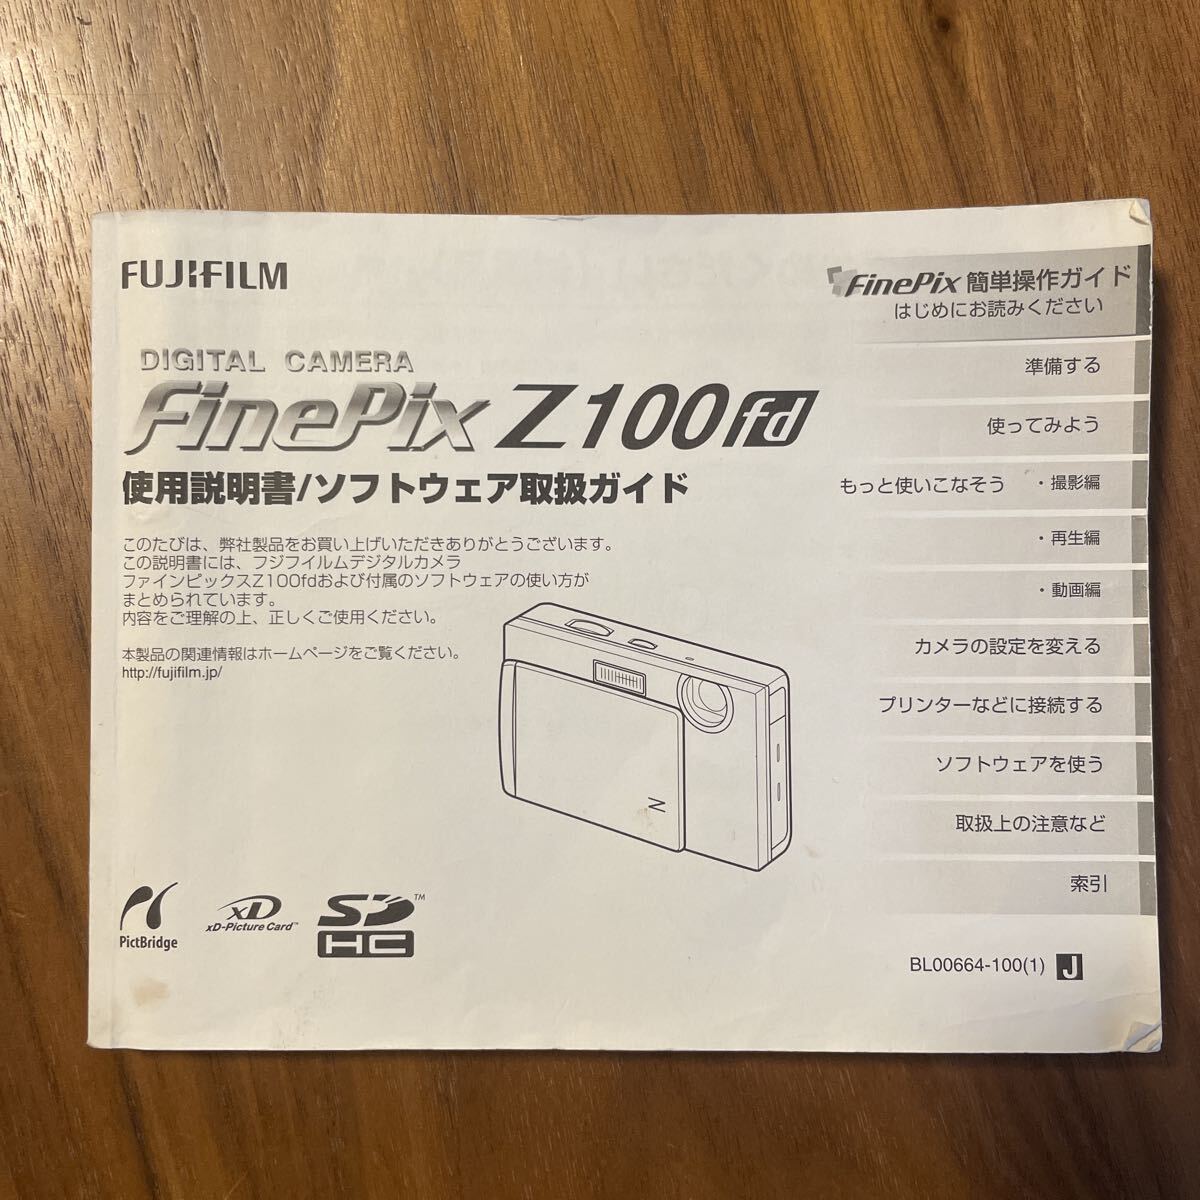 FUJIFILM
DIGITAL CAMERA
FinePix Z100fd
使用説明書/ソフトウェア取扱ガイド
このたびは、弊社製品をお買い上げいただきありがとうございます。
この説明書には、フジフイルムデジタルカメラ
ファインピックスZ100fdおよび付属のソフトウェアの使い方が
まとめられています。
内容をご理解の上、正しくご使用ください。
本製品の関連情報はホームページをご覧ください。
http://fujifilm.jp/
Z
PictBridge
xD
xD-Picture Card™
SD™
HC
FinePix 簡単操作ガイド
はじめにお読みください
準備する
使ってみよう
もっと使いこなそう ・撮影編
・再生編
・動画編
カメラの設定を変える
プリンターなどに接続する
ソフトウェアを使う
取扱上の注意など
索引
BL00664-100(1) J